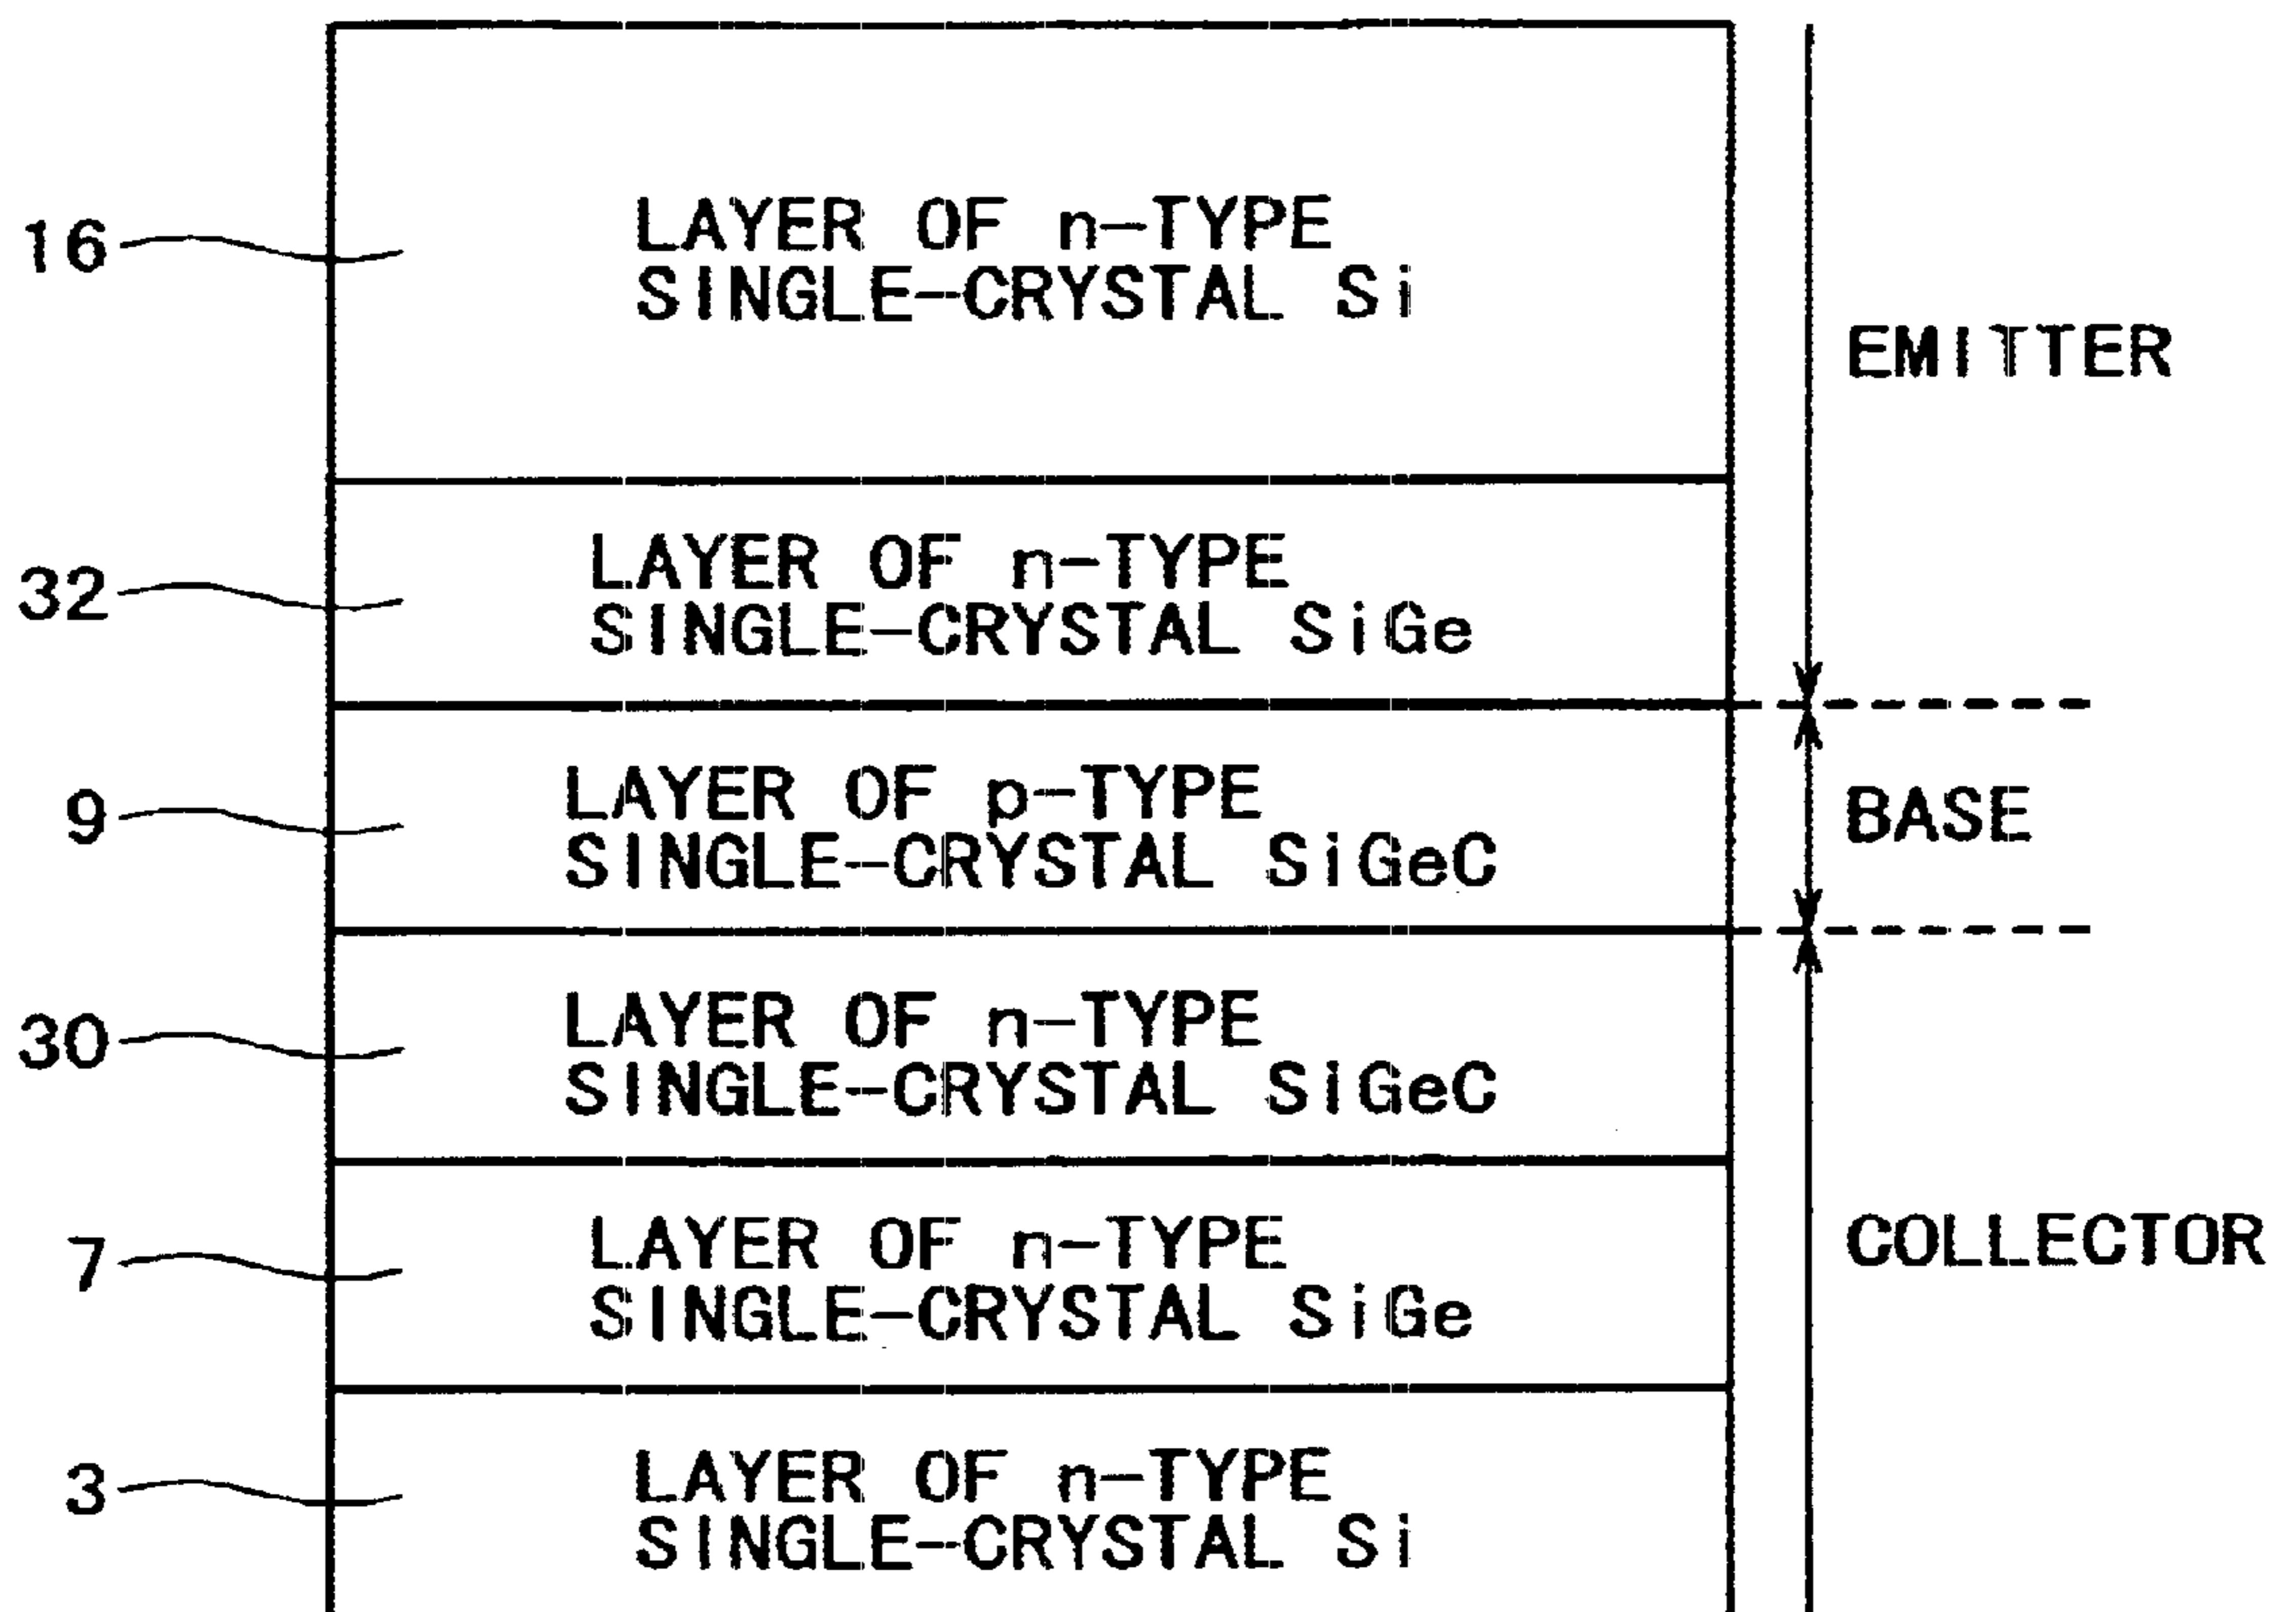 16
LAYER OF n-TYPE
SINGLE-CRYSTAL Si
EMITTER
32
LAYER OF n-TYPE
SINGLE-CRYSTAL SiGe
9
LAYER OF p-TYPE
SINGLE-CRYSTAL SiGeC
BASE
30
LAYER OF n-TYPE
SINGLE-CRYSTAL SiGeC
7
LAYER OF n-TYPE
SINGLE-CRYSTAL SiGe
COLLECTOR
3
LAYER OF n-TYPE
SINGLE-CRYSTAL Si